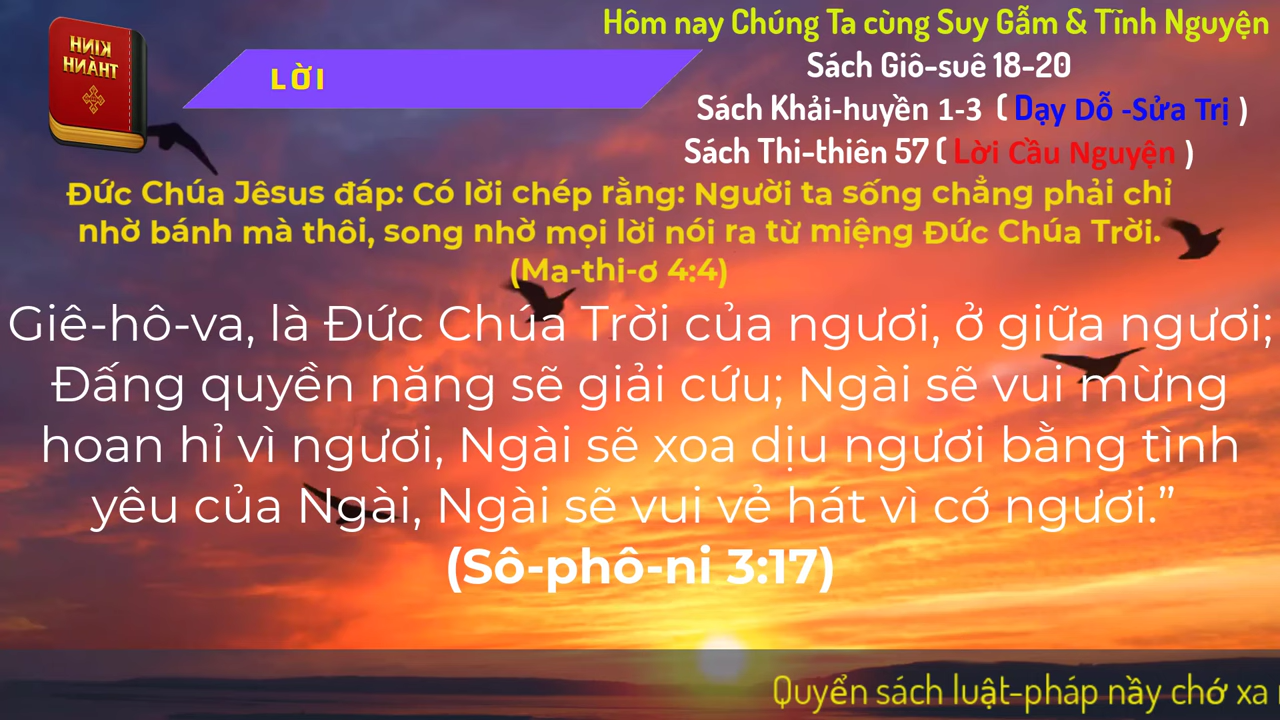 Hôm nay Chúng Ta cùng Suy Gẫm & Tĩnh Nguyện
Sách Giô-suê 18-20
Sách Khải-huyền 1-3 ( Dạy Dỗ -Sửa Trị )
Sách Thi-thiên 57 ( Lời Cầu Nguyện )
KINH
THÁNH
LỜI
Đức Chúa Jêsus đáp: Có lời chép rằng: Người ta sống chẳng phải chỉ
nhờ bánh mà thôi, song nhờ mọi lời nói ra từ miệng Đức Chúa Trời.
(Ma-thi-ơ 4:4)
Giê-hô-va, là Đức Chúa Trời của ngươi, ở giữa ngươi;
Đấng quyền năng sẽ giải cứu; Ngài sẽ vui mừng
hoan hỉ vì ngươi, Ngài sẽ xoa dịu ngươi bằng tình
yêu của Ngài, Ngài sẽ vui vẻ hát vì cớ ngươi.”
(Sô-phô-ni 3:17)
Quyển sách luật-pháp nầy chớ xa